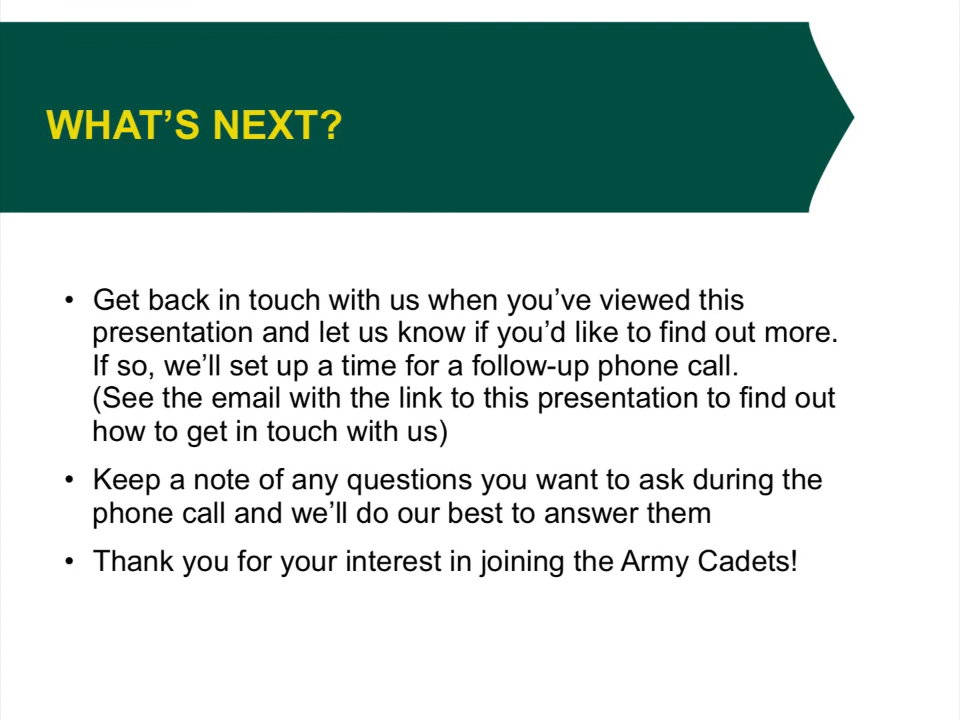 WHAT’S NEXT?
• Get back in touch with us when you’ve viewed this
presentation and let us know if you’d like to find out more.
If so, we’ll set up a time for a follow-up phone call.
(See the email with the link to this presentation to find out
how to get in touch with us)
• Keep a note of any questions you want to ask during the
phone call and we’ll do our best to answer them
• Thank you for your interest in joining the Army Cadets!